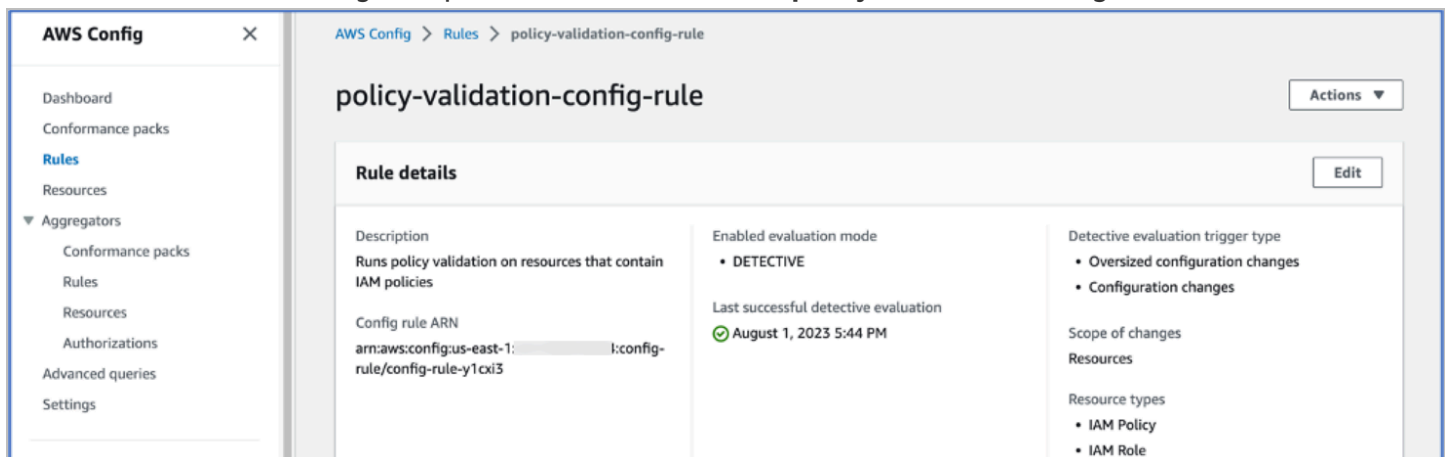 AWS Config
Dashboard
Conformance packs
Rules
Resources
Aggregators
Conformance packs
Rules
Resources
Authorizations
Advanced queries
Settings
AWS Config > Rules > policy-validation-config-rule
policy-validation-config-rule
Actions
Rule details
Edit
Description
Runs policy validation on resources that contain
IAM policies
Config rule ARN
arn:aws:config:us-east-1: :config-
rule/config-rule-y1cxi3
Enabled evaluation mode
• DETECTIVE
Last successful detective evaluation
August 1, 2023 5:44 PM
Detective evaluation trigger type
• Oversized configuration changes
• Configuration changes
Scope of changes
Resources
Resource types
• IAM Policy
• IAM Role